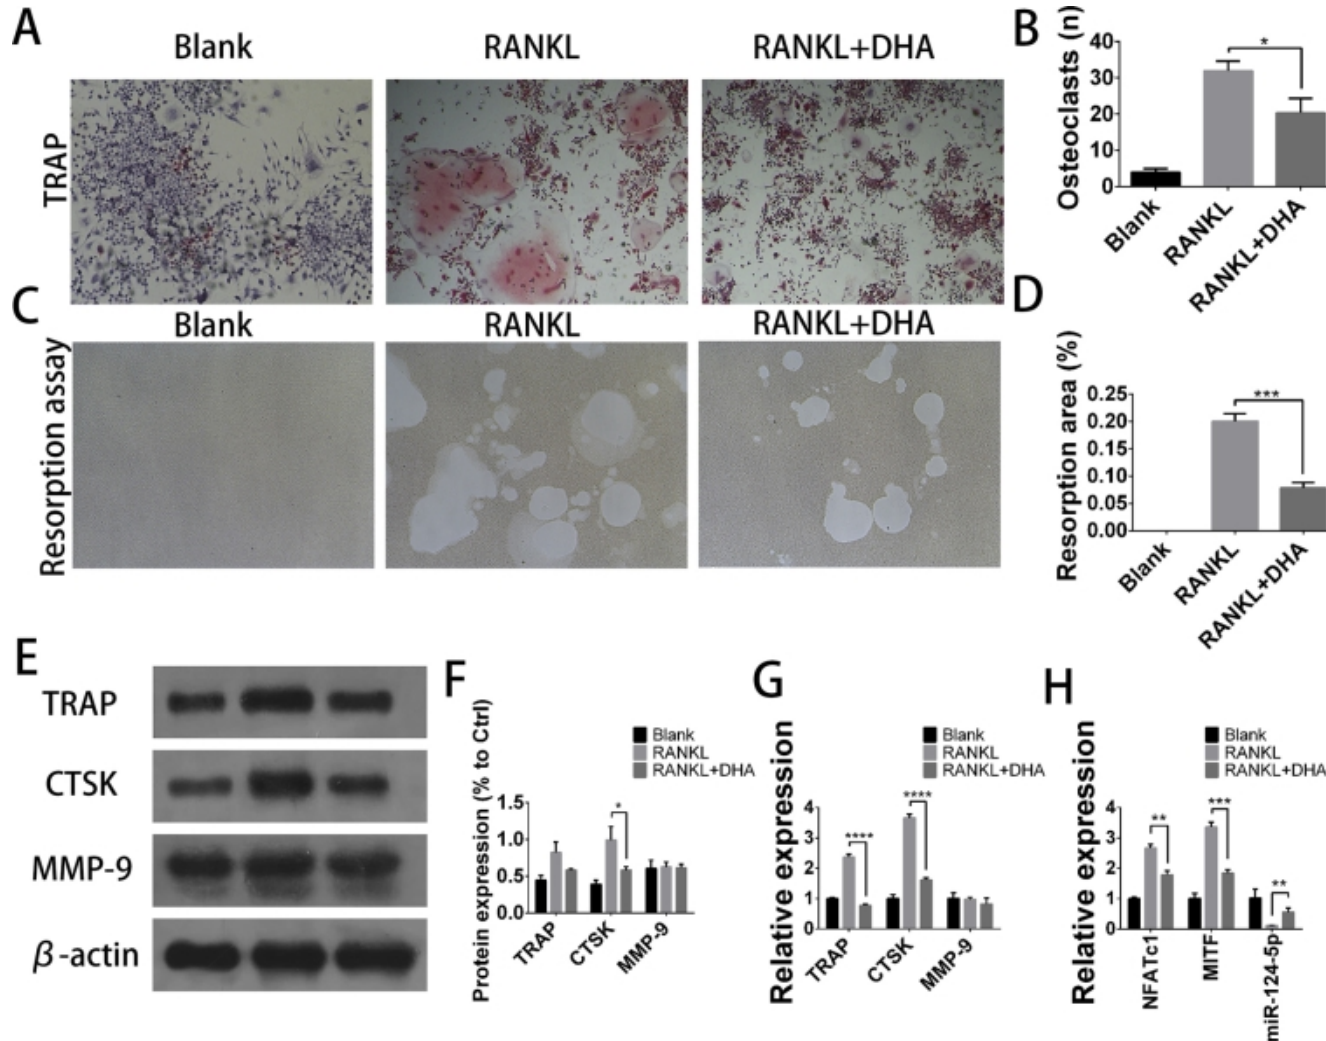 A
Blank
RANKL
RANKL+DHA
TRAP
B
Osteoclasts (n)
40
30
20
10
0
*
Blank
RANKL
RANKL+DHA
C
Blank
RANKL
RANKL+DHA
Resorption assay
D
Resorption area (%)
0.25
0.20
0.10
0.05
0.00
***
Blank
RANKL
RANKL+DHA
E
TRAP
CTSK
MMP-9
β-actin
F
Protein expression (% to Ctrl)
Blank
RANKL
RANKL+DHA
1.5
1.0
0.5
0.0
*
TRAP
CTSK
MMP-9
G
Relative expression
Blank
RANKL
RANKL+DHA
4
3
2
1
0
****
****
TRAP
CTSK
MMP-9
H
Relative expression
Blank
RANKL
RANKL+DHA
4
2
1
0
**
***
**
NFATc1
MITF
miR-124-5p